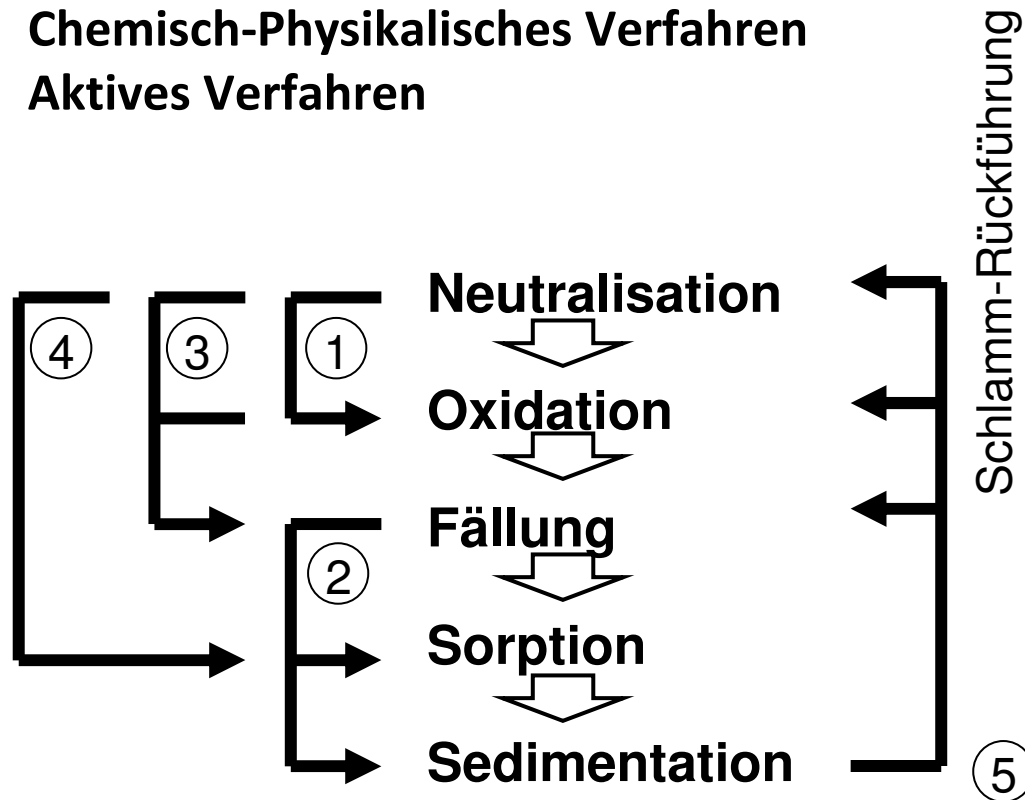 Chemisch-Physikalisches Verfahren
Aktives Verfahren
Schlamm-Rückführung
Neutralisation
4
3
1
Oxidation
Fällung
2
Sorption
Sedimentation
5